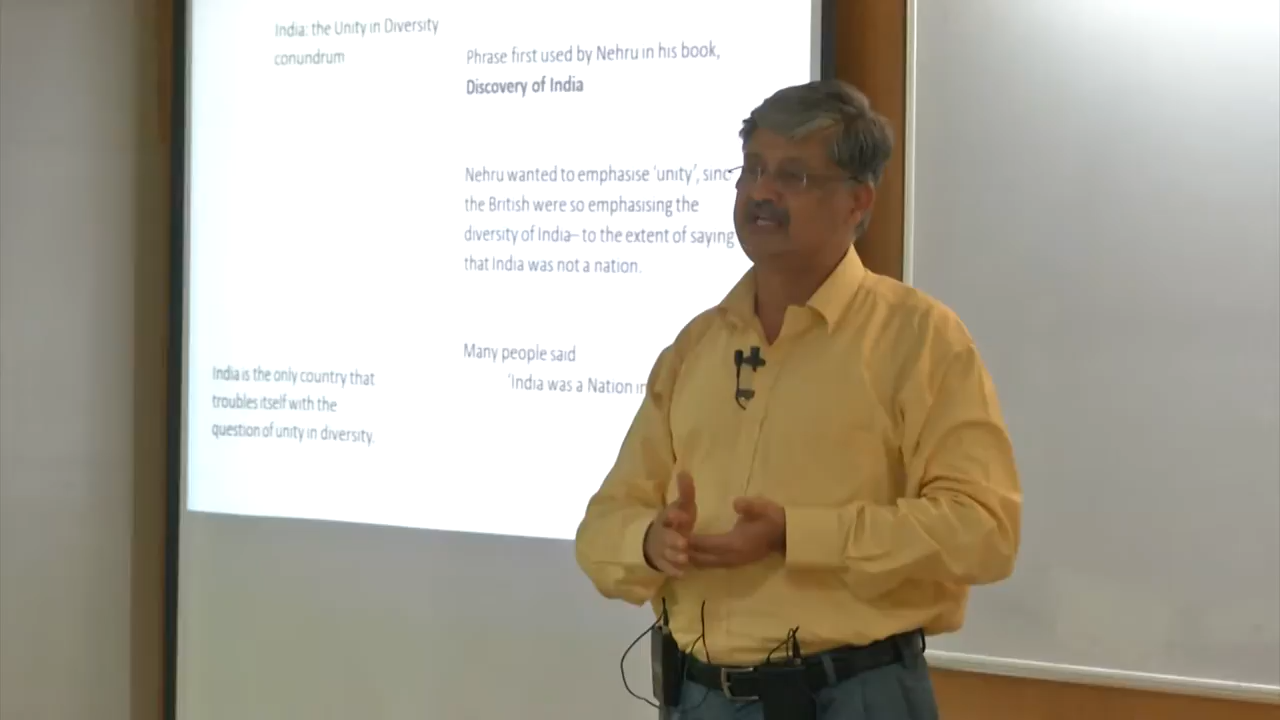 India: the Unity in Diversity
conundrum
Phrase first used by Nehru in his book,
Discovery of India
Nehru wanted to emphasise 'unity',
the British were so emphasising the
diversity of India– to the extent of saying
that India was not a nation.
Many people said
'India was a Nation
India is the only country that
troubles itself with the
question of unity in diversity.